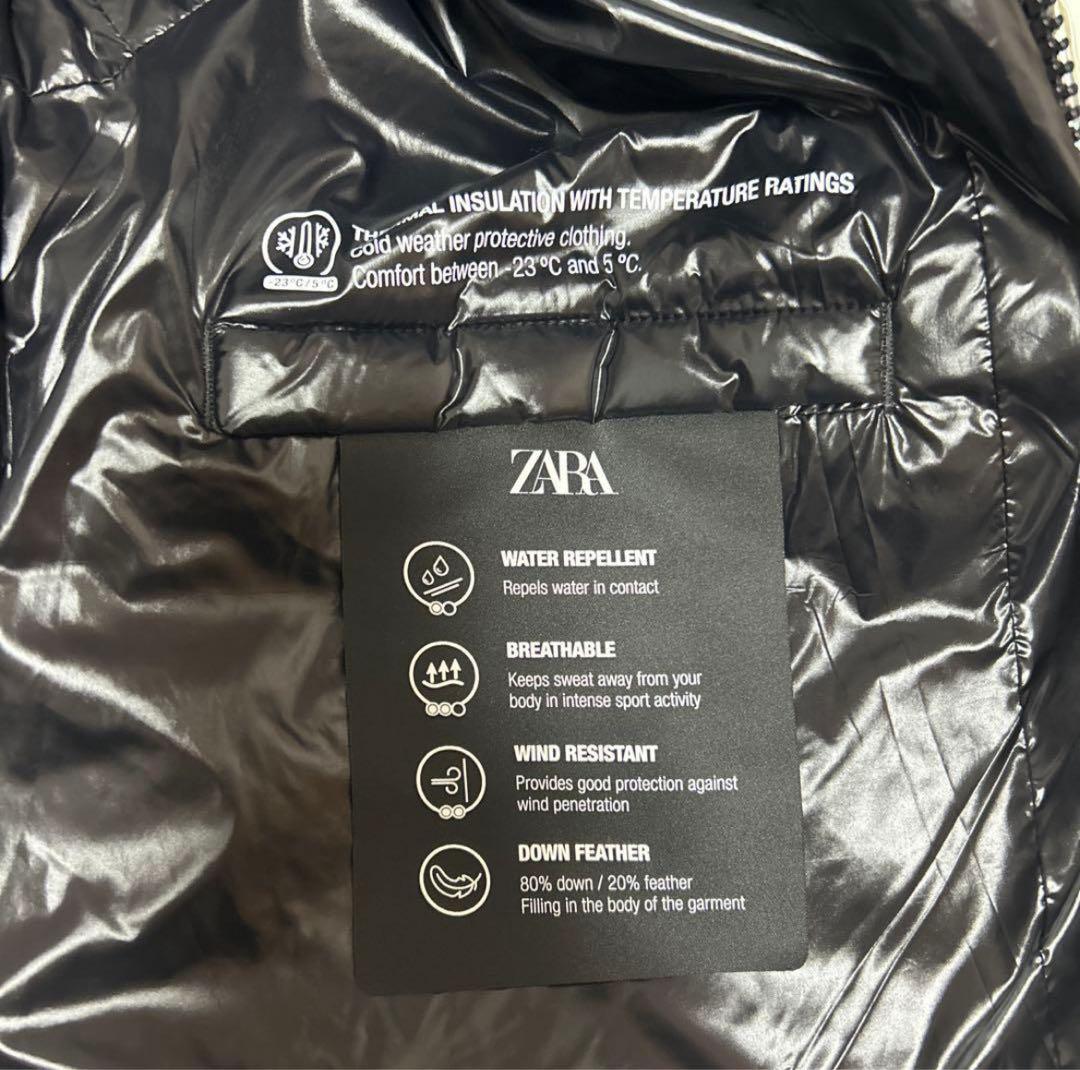 THERMAL INSULATION WITH TEMPERATURE RATINGS
cold weather protective clothing.
-23°C/5°C
Comfort between -23°C and 5 °C.
ZARA
WATER REPELLENT
Repels water in contact
BREATHABLE
Keeps sweat away from your
body in intense sport activity
WIND RESISTANT
Provides good protection against
wind penetration
DOWN FEATHER
80% down / 20% feather
Filling in the body of the garment